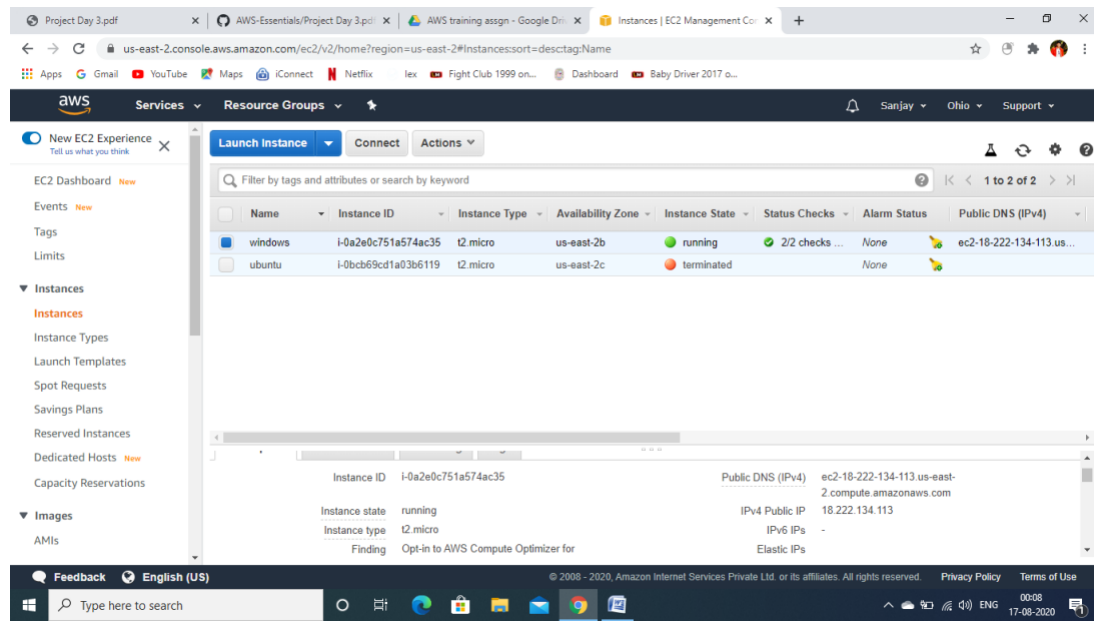 Project Day 3.pdf
AWS-Essentials/Project Day 3.pd
AWS training assgn - Google Dri
Instances | EC2 Management Co
us-east-2.console.aws.amazon.com/ec2/v2/home?region=us-east-2#Instances:sort=desc:tag:Name
Apps Gmail YouTube Maps iConnect Netflix lex Fight Club 1999 on... Dashboard Baby Driver 2017 o...
aws Services Resource Groups Sanjay Ohio Support
New EC2 Experience
Tell us what you think
EC2 Dashboard New
Events New
Tags
Limits
Instances
Instances
Instance Types
Launch Templates
Spot Requests
Savings Plans
Reserved Instances
Dedicated Hosts New
Capacity Reservations
Images
AMIs
Launch Instance Connect Actions
Filter by tags and attributes or search by keyword 1 to 2 of 2
Name Instance ID Instance Type Availability Zone Instance State Status Checks Alarm Status Public DNS (IPv4)
windows i-0a2e0c751a574ac35 t2.micro us-east-2b running 2/2 checks ... None ec2-18-222-134-113.us...
ubuntu i-0bcb69cd1a03b6119 t2.micro us-east-2c terminated None
Instance ID i-0a2e0c751a574ac35
Instance state running
Instance type t2.micro
Finding Opt-in to AWS Compute Optimizer for
Public DNS (IPv4) ec2-18-222-134-113.us-east-
2.compute.amazonaws.com
IPv4 Public IP 18.222.134.113
IPv6 IPs -
Elastic IPs
Feedback English (US) © 2008 - 2020, Amazon Internet Services Private Ltd. or its affiliates. All rights reserved. Privacy Policy Terms of Use
Type here to search ENG 00:08
17-08-2020
1